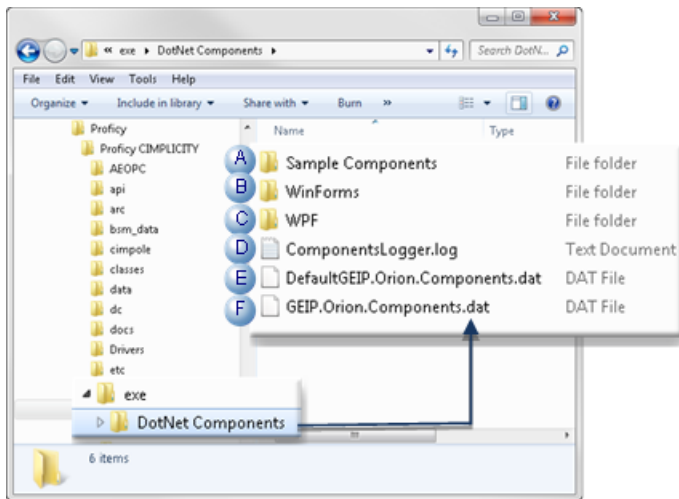 « exe ▸ DotNet Components ▸
Search DotN...
File Edit View Tools Help
Organize ▾ Include in library ▾ Share with ▾ Burn »
Name Type
Proficy
Proficy CIMPLICITY
AEOPC
api
arc
bsm_data
cimpole
classes
data
dc
docs
Drivers
etc
exe
DotNet Components
A Sample Components File folder
B WinForms File folder
C WPF File folder
D ComponentsLogger.log Text Document
E DefaultGEIP.Orion.Components.dat DAT File
F GEIP.Orion.Components.dat DAT File
6 items